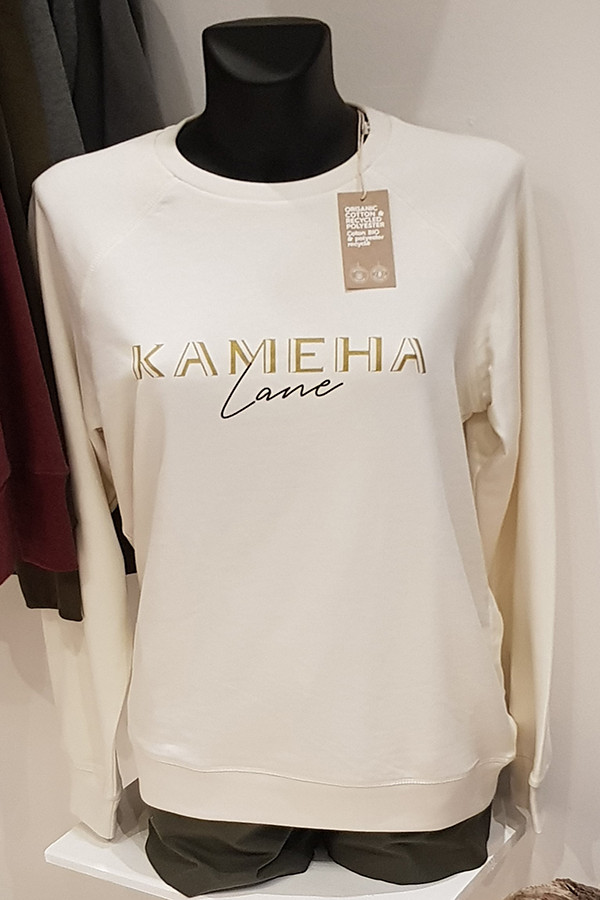 ORGANIC
COTTON &
RECYCLED
POLYESTER
Coton BIO
& polyester
recyclé
KAMEHA
Lane